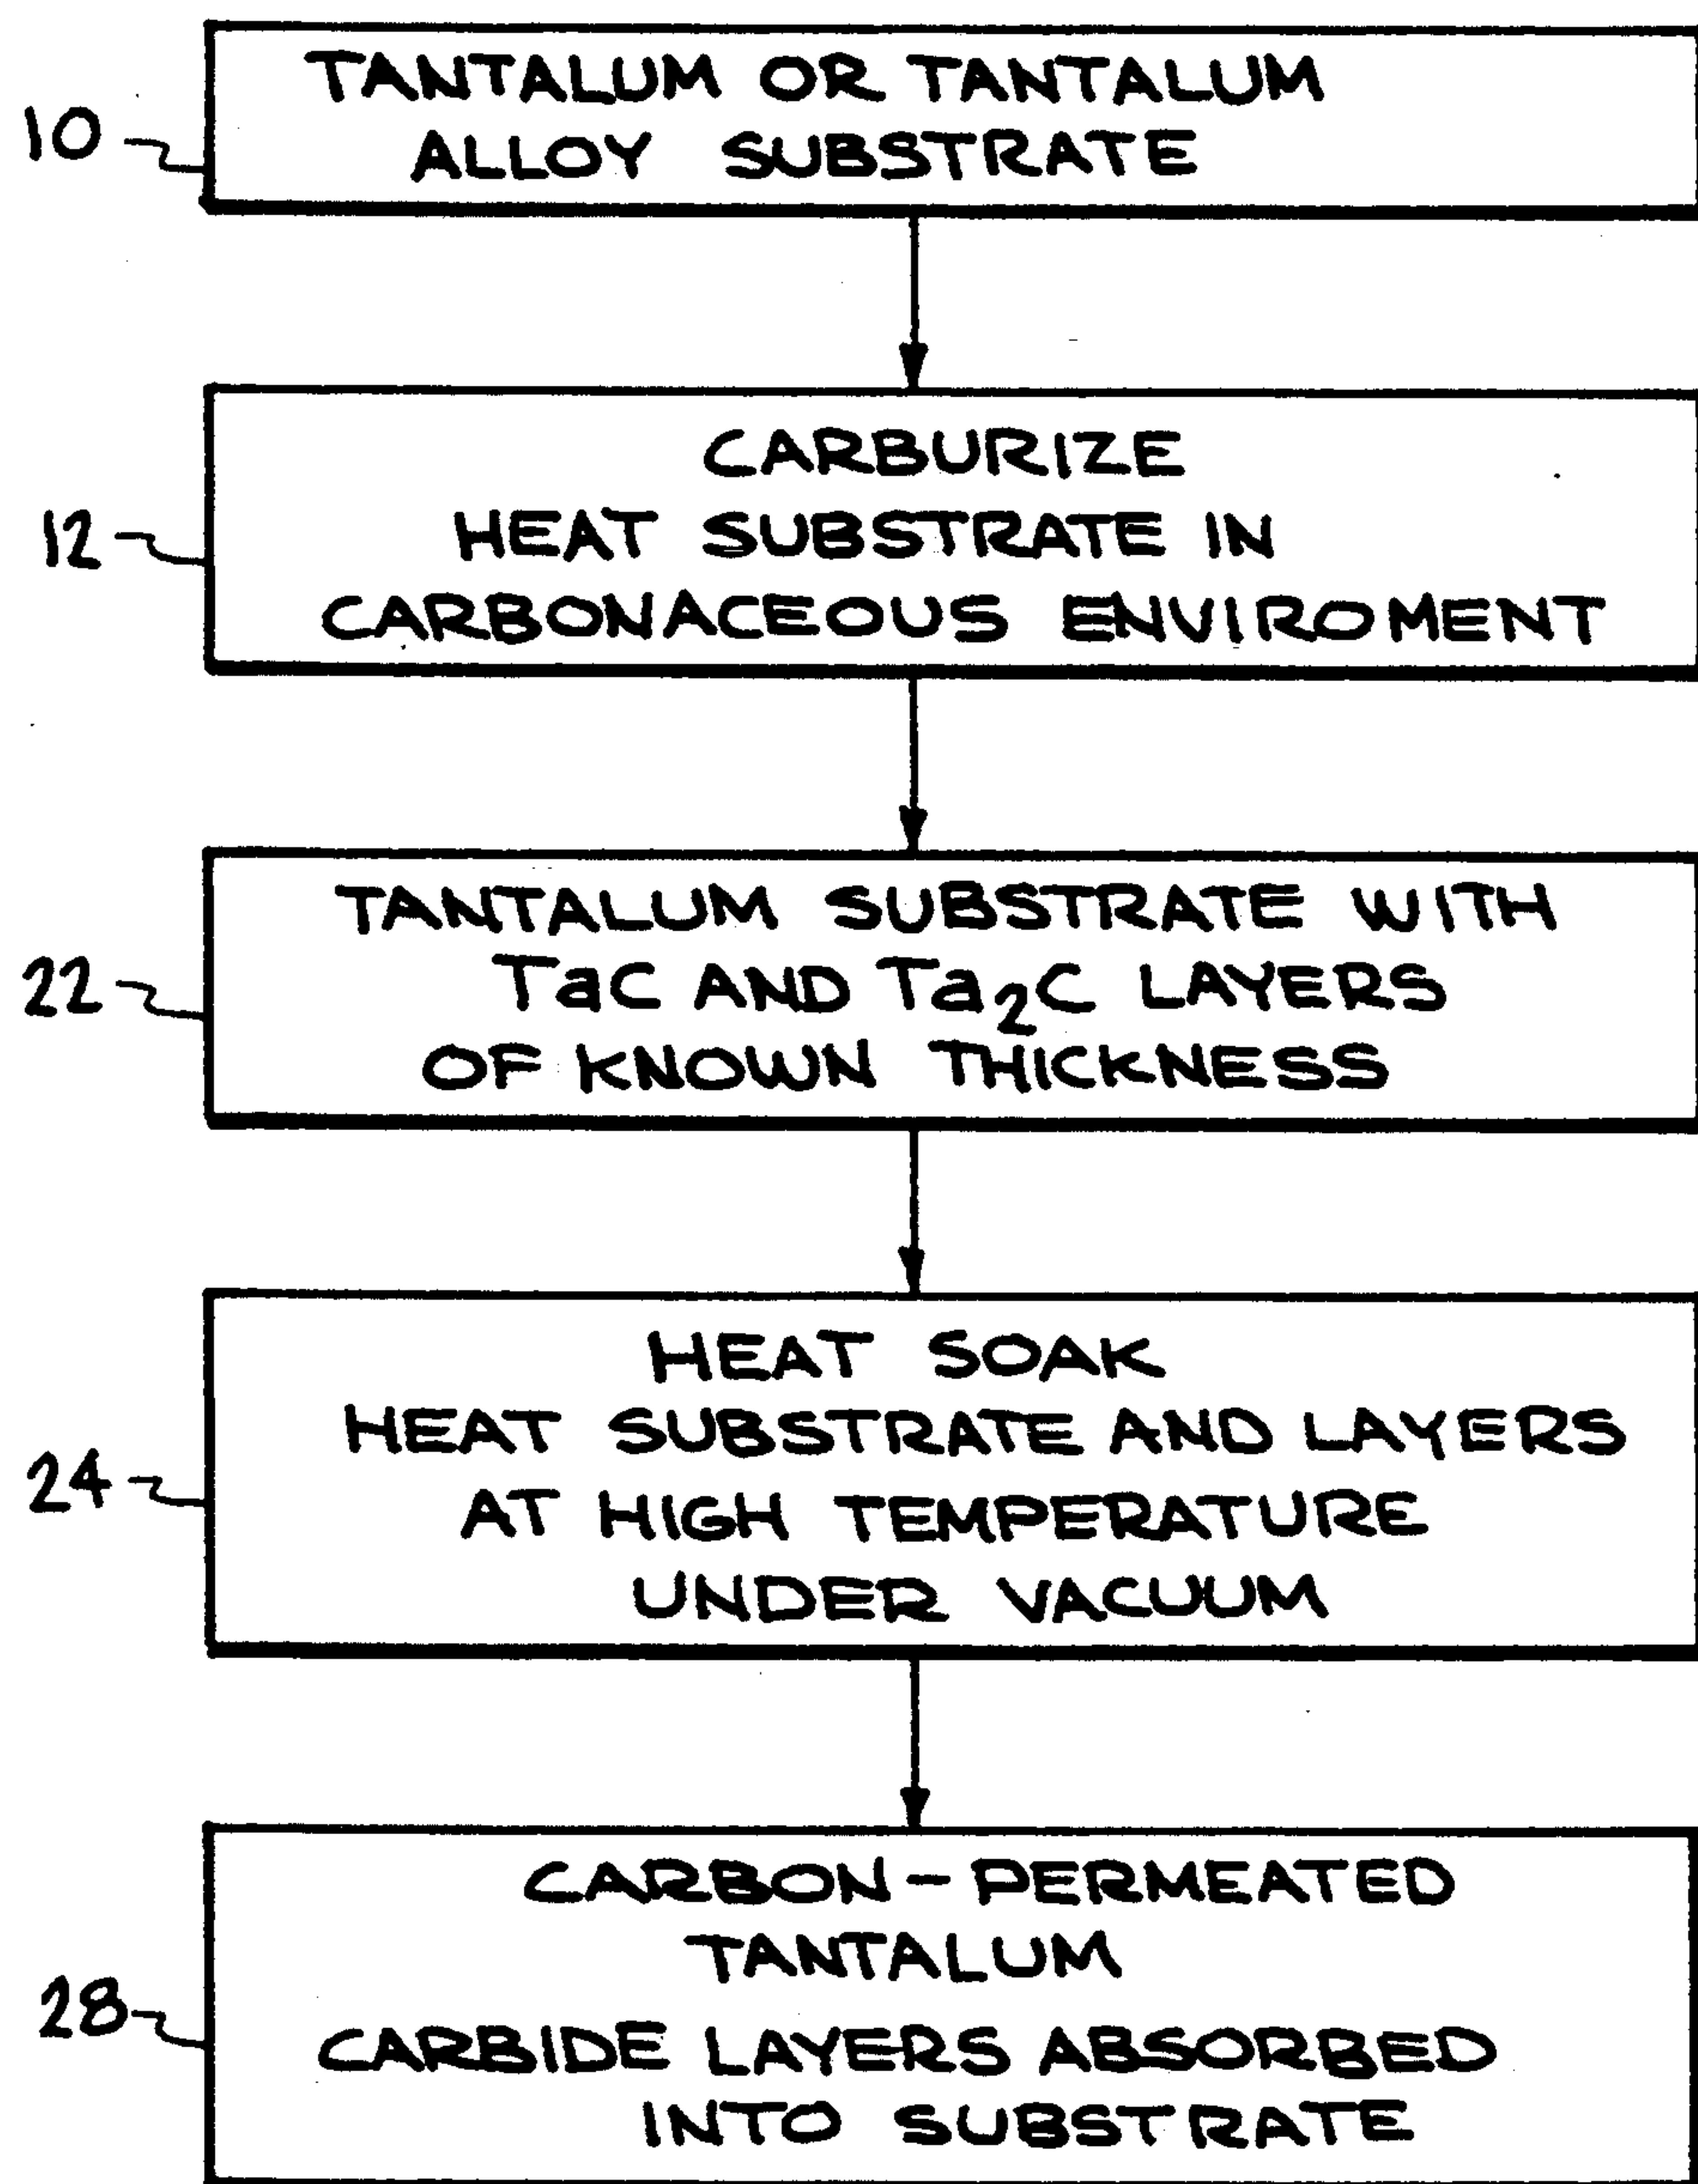 TANTALUM OR TANTALUM
10 ALLOY SUBSTRATE
CARBURIZE
12 HEAT SUBSTRATE IN
CARBONACEOUS ENVIROMENT
TANTALUM SUBSTRATE WITH
22 TaC AND Ta₂C LAYERS
OF KNOWN THICKNESS
HEAT SOAK
HEAT SUBSTRATE AND LAYERS
24 AT HIGH TEMPERATURE
UNDER VACUUM
CARBON-PERMEATED
TANTALUM
28 CARBIDE LAYERS ABSORBED
INTO SUBSTRATE